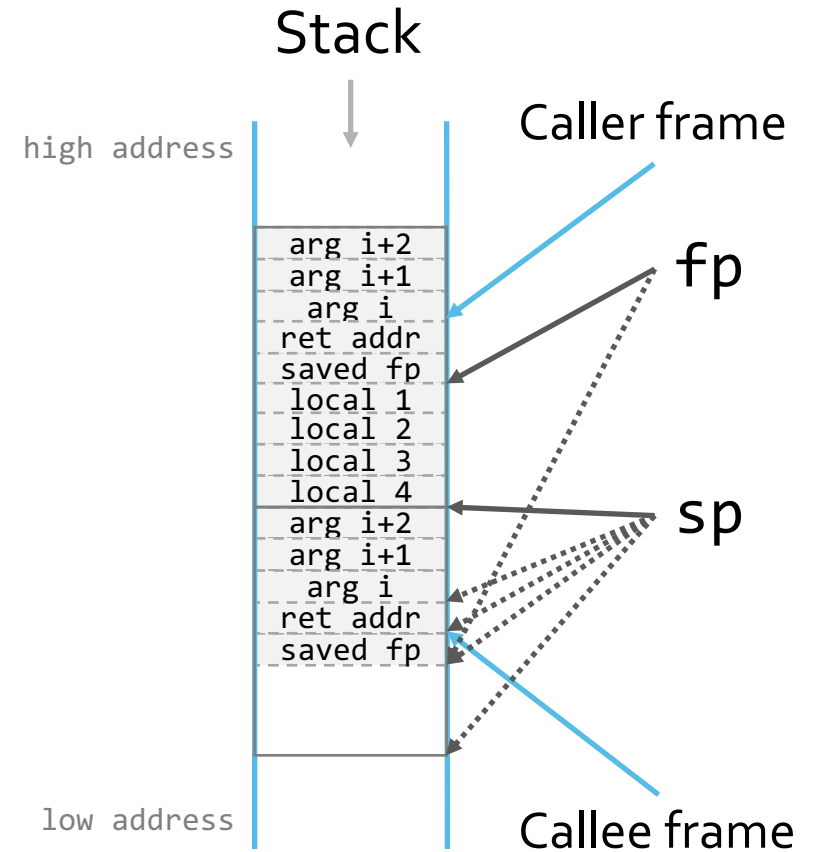 Stack
high address
Caller frame
arg i+2
arg i+1
arg i
ret addr
saved fp
local 1
local 2
local 3
local 4
arg i+2
arg i+1
arg i
ret addr
saved fp
fp
sp
low address
Callee frame